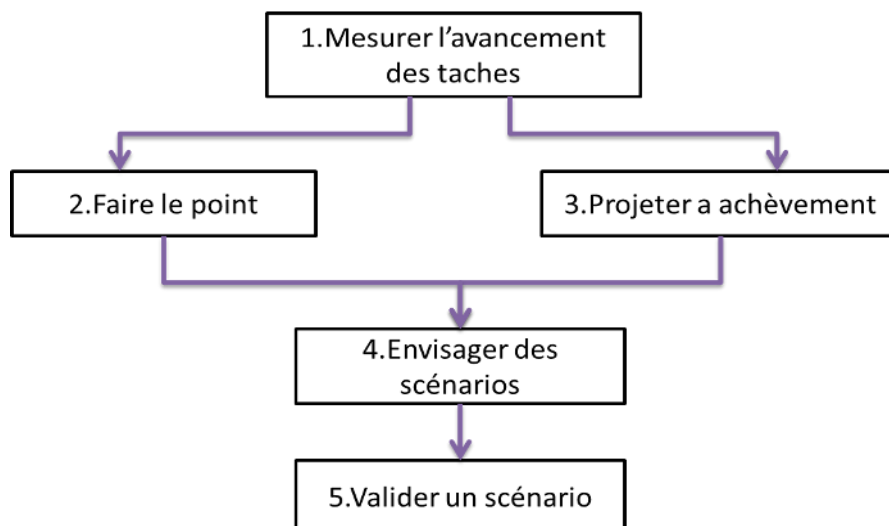 1.Mesurer l’avancement
des taches
2.Faire le point
3.Projeter a achèvement
4.Envisager des
scénarios
5.Valider un scénario